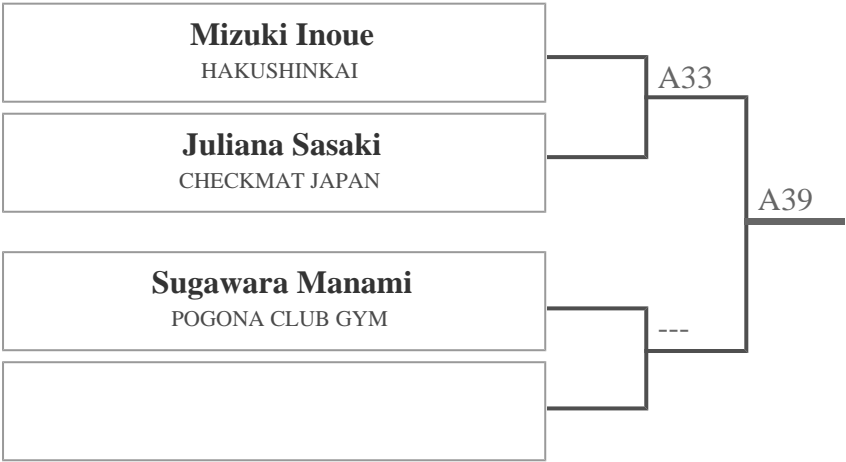 Mizuki Inoue
HAKUSHINKAI
A33
Juliana Sasaki
CHECKMAT JAPAN
A39
Sugawara Manami
POGONA CLUB GYM
---